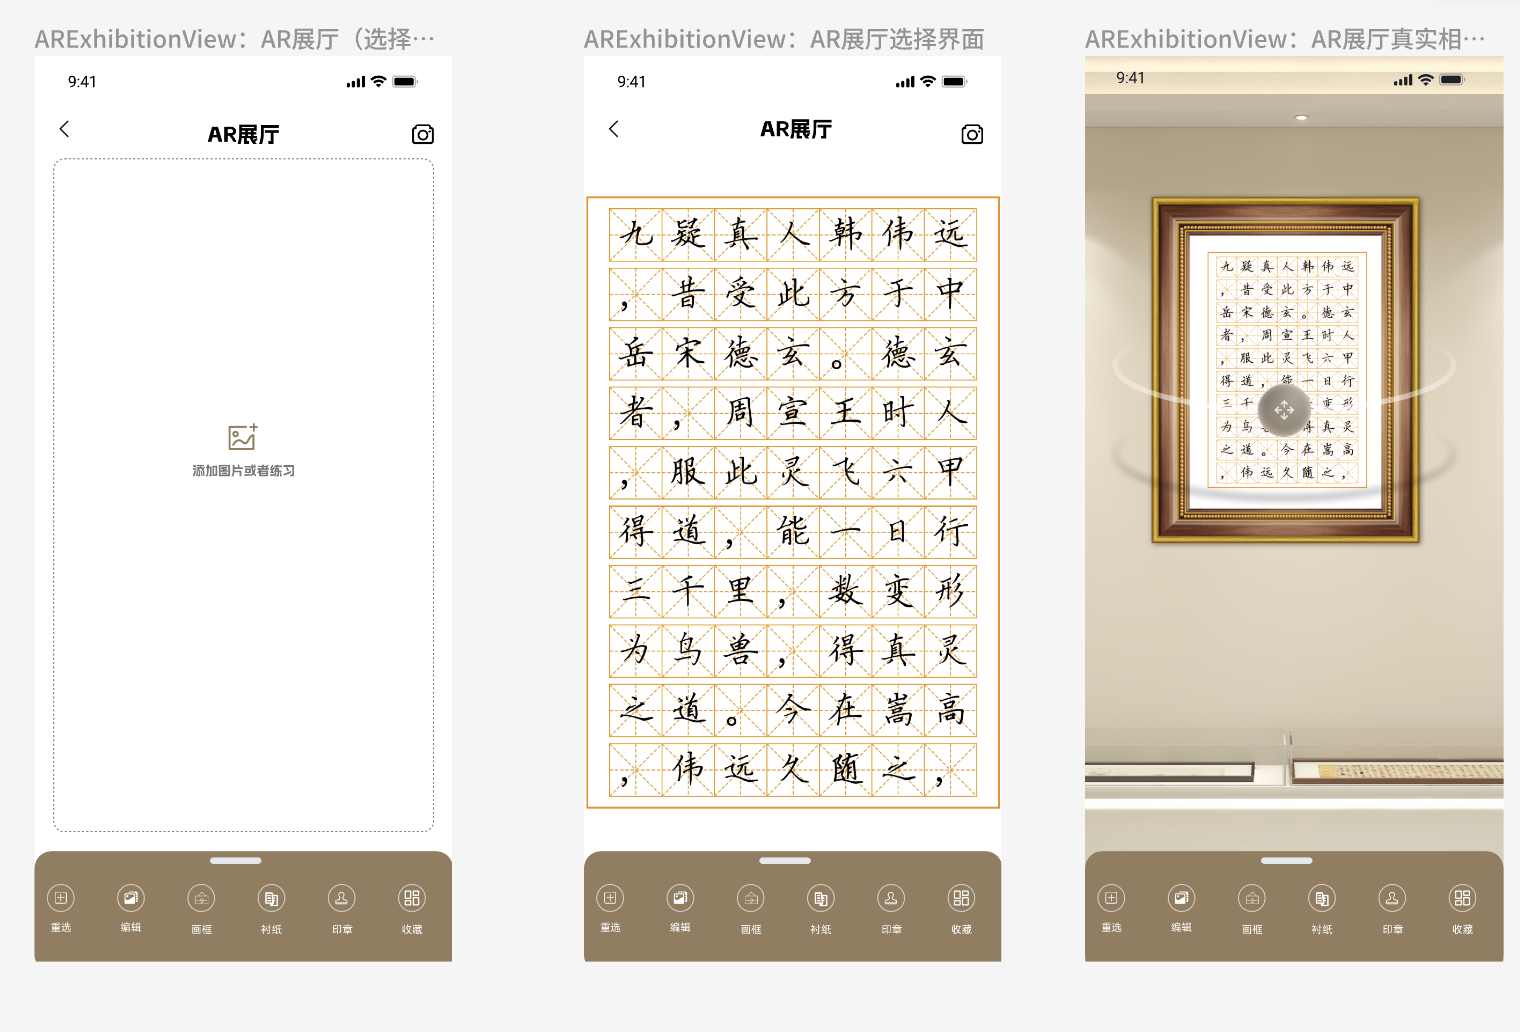 ARExhibitionView：AR展厅（选择…
9:41
AR展厅
添加图片或者练习
重选 编辑 画框 衬纸 印章 收藏
ARExhibitionView：AR展厅选择界面
9:41
AR展厅
九疑真人韩伟远
，昔受此方于中
岳宋德玄。德玄
者，周宣王时人
，服此灵飞六甲
得道，能一日行
三千里，数变形
为鸟兽，得真灵
之道。今在嵩高
，伟远久随之，
重选 编辑 画框 衬纸 印章 收藏
ARExhibitionView：AR展厅真实相…
9:41
九疑真人韩伟远
，昔受此方于中
岳宋德玄。德玄
者，周宣王时人
，服此灵飞六甲
得道，能一日行
三千 变形
为鸟 得真灵
之道。今在嵩高
，伟远久随之，
重选 编辑 画框 衬纸 印章 收藏